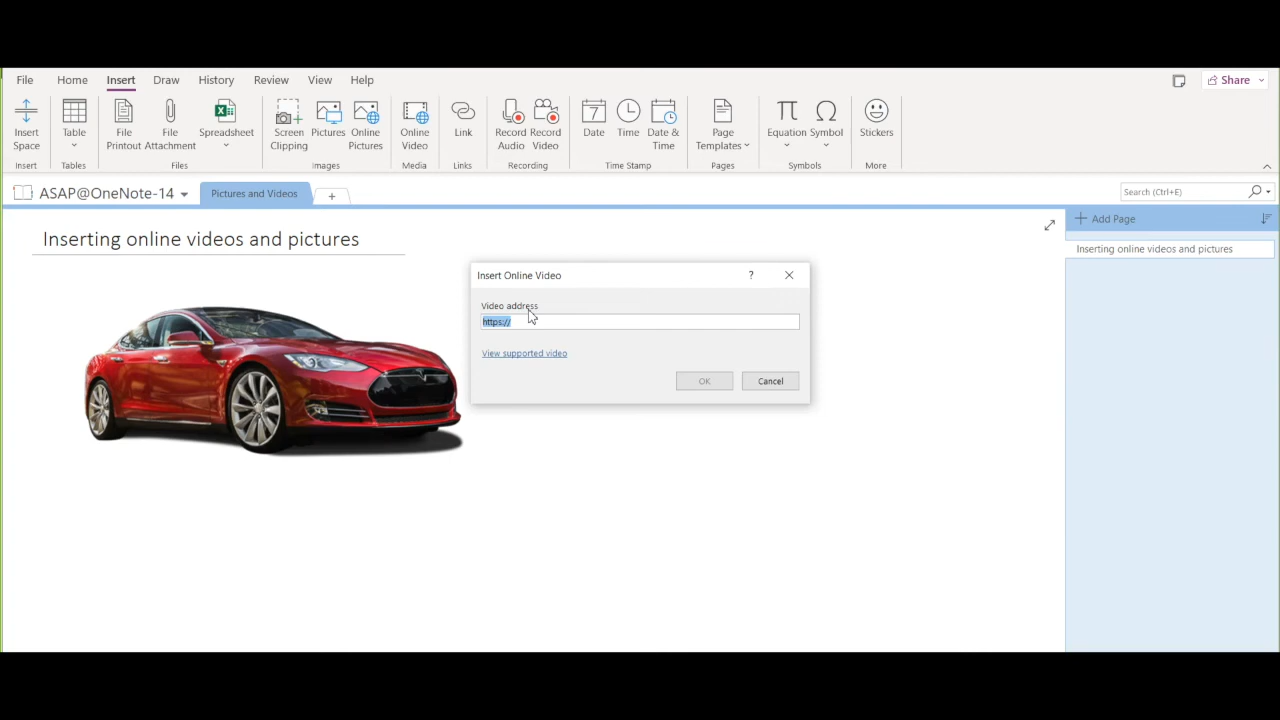 File Home Insert Draw History Review View Help Share
Insert Space Table File Printout File Attachment Spreadsheet Screen Clipping Pictures Online Pictures Online Video Link Record Audio Record Video Date Time Date & Time Page Templates Equation Symbol Stickers
Insert Tables Files Images Media Links Recording Time Stamp Pages Symbols More
ASAP@OneNote-14 Pictures and Videos + Search (Ctrl+E)
Add Page
Inserting online videos and pictures
Inserting online videos and pictures
Insert Online Video ?
Video address
https://
View supported video
OK Cancel